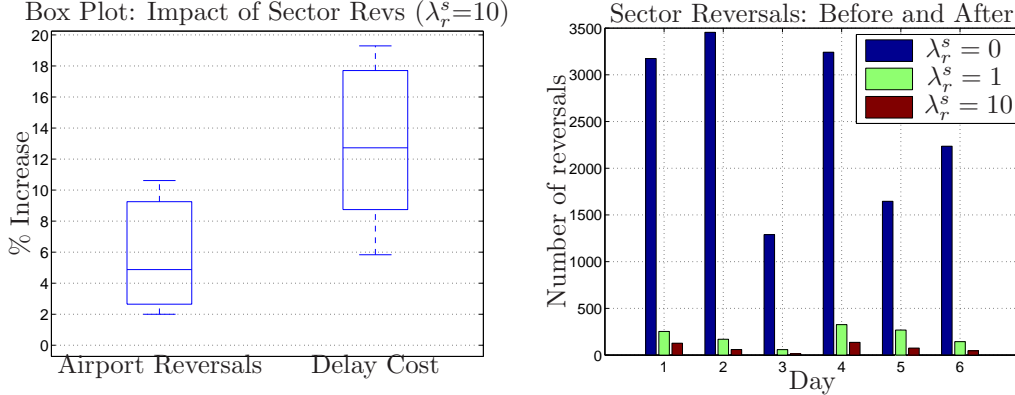 Box Plot: Impact of Sector Revs (λ_r^s=10)
% Increase
20
18
16
14
12
10
8
6
4
2
0
Airport Reversals
Delay Cost
Sector Reversals: Before and After
Number of reversals
3500
3000
2500
2000
1500
1000
500
0
λ_r^s = 0
λ_r^s = 1
λ_r^s = 10
1 2 3 4 5 6
Day